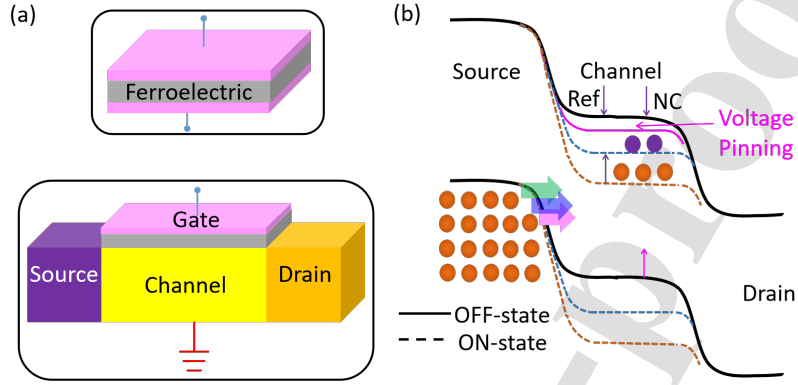 (a)
Ferroelectric
Gate
Source
Channel
Drain
(b)
Source
Channel
Ref
NC
Voltage
Pinning
Drain
OFF-state
ON-state